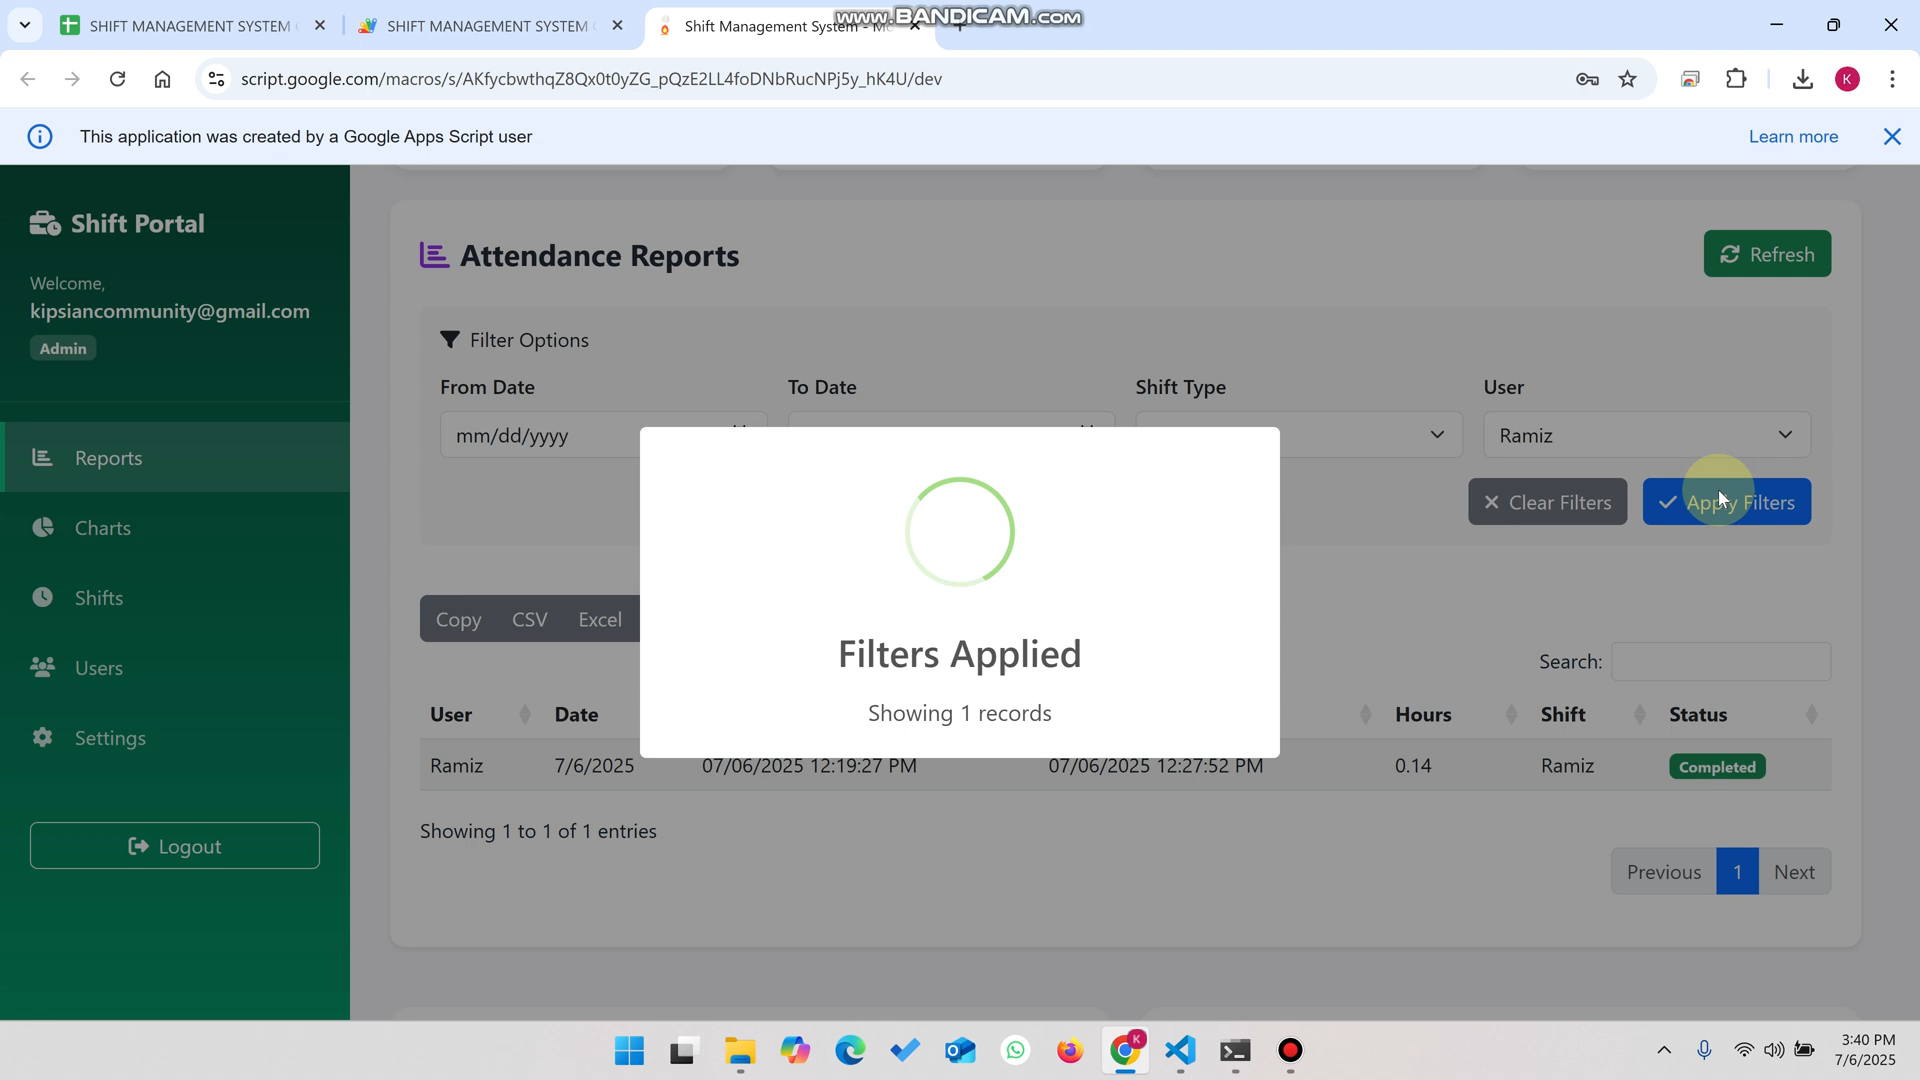 SHIFT MANAGEMENT SYSTEM
SHIFT MANAGEMENT SYSTEM
Shift Management System - Mo
www.BANDICAM.com
script.google.com/macros/s/AKfycbwthqZ8Qx0t0yZG_pQzE2LL4foDNbRucNPj5y_hK4U/dev
K
This application was created by a Google Apps Script user
Learn more
Shift Portal
Welcome,
kipsiancommunity@gmail.com
Admin
Reports
Charts
Shifts
Users
Settings
Logout
Attendance Reports
Refresh
Filter Options
From Date
To Date
Shift Type
User
mm/dd/yyyy
Ramiz
Clear Filters
Apply Filters
Copy
CSV
Excel
Filters Applied
Showing 1 records
Search:
User
Date
Hours
Shift
Status
Ramiz
7/6/2025
07/06/2025 12:19:27 PM
07/06/2025 12:27:52 PM
0.14
Ramiz
Completed
Showing 1 to 1 of 1 entries
Previous
1
Next
K
3:40 PM
7/6/2025